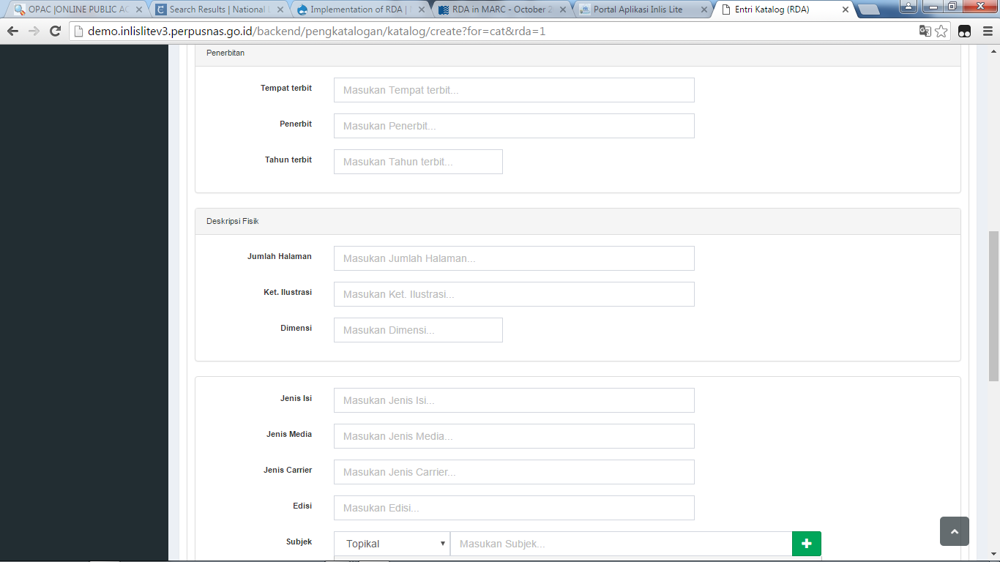 OPAC |ONLINE PUBLIC AC
Search Results | National L
Implementation of RDA |
RDA in MARC - October 2
Portal Aplikasi Inlis Lite
Entri Katalog (RDA)
demo.inlislitev3.perpusnas.go.id/backend/pengkatalogan/katalog/create?for=cat&rda=1
Penerbitan
Tempat terbit Masukan Tempat terbit...
Penerbit Masukan Penerbit...
Tahun terbit Masukan Tahun terbit...
Deskripsi Fisik
Jumlah Halaman Masukan Jumlah Halaman...
Ket. Ilustrasi Masukan Ket. Ilustrasi...
Dimensi Masukan Dimensi...
Jenis Isi Masukan Jenis Isi...
Jenis Media Masukan Jenis Media...
Jenis Carrier Masukan Jenis Carrier...
Edisi Masukan Edisi...
Subjek Topikal Masukan Subjek...